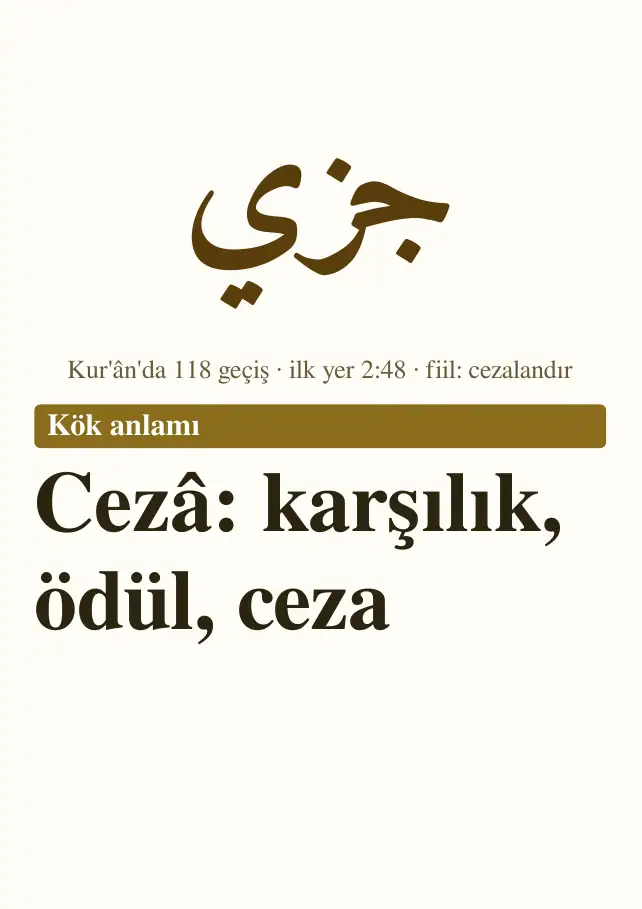 جزي
Kur'ân'da 118 geçiş · ilk yer 2:48 · fiil: cezalandır
Kök anlamı
Cezâ: karşılık,
ödül, ceza